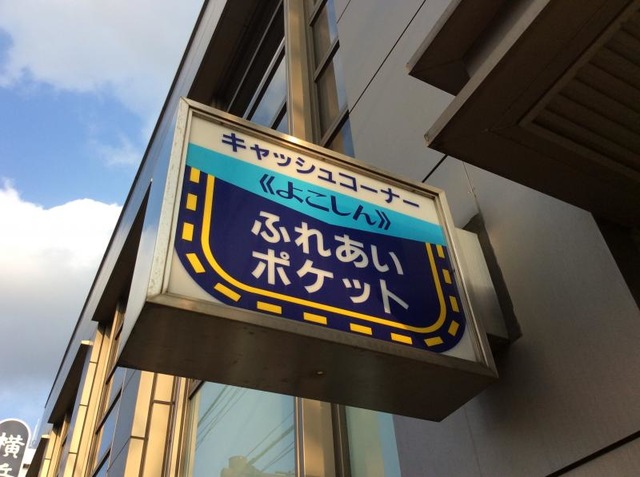 キャッシュコーナー
《よこしん》
ふれあい
ポケット
横